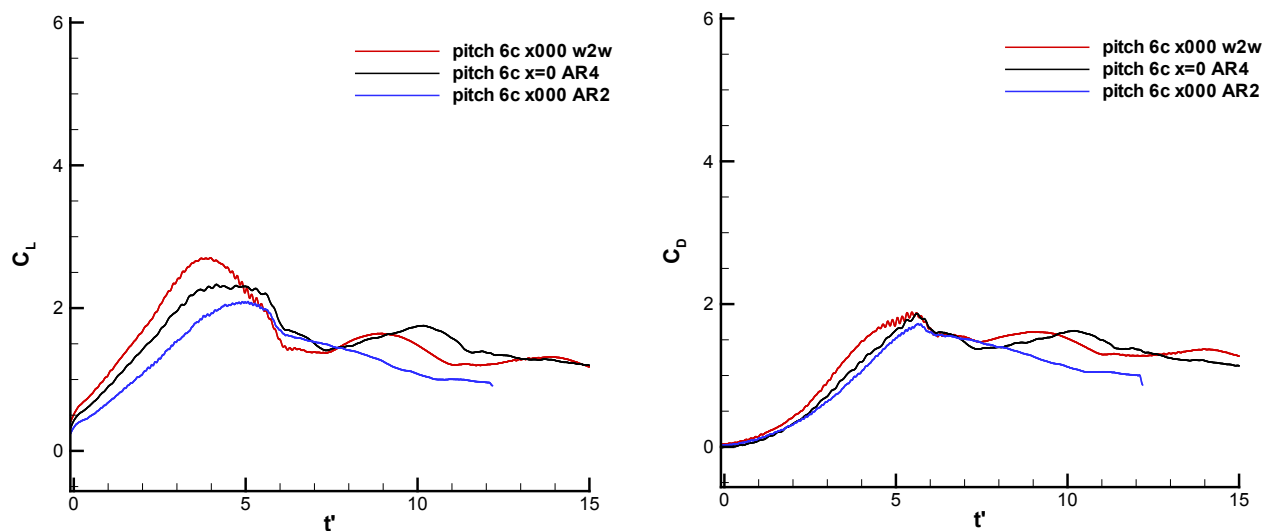 6
pitch 6c x000 w2w
pitch 6c x=0 AR4
pitch 6c x000 AR2
4
C_L
2
0
0 5 10 15
t'
6
pitch 6c x000 w2w
pitch 6c x=0 AR4
pitch 6c x000 AR2
4
C_D
2
0
0 5 10 15
t'